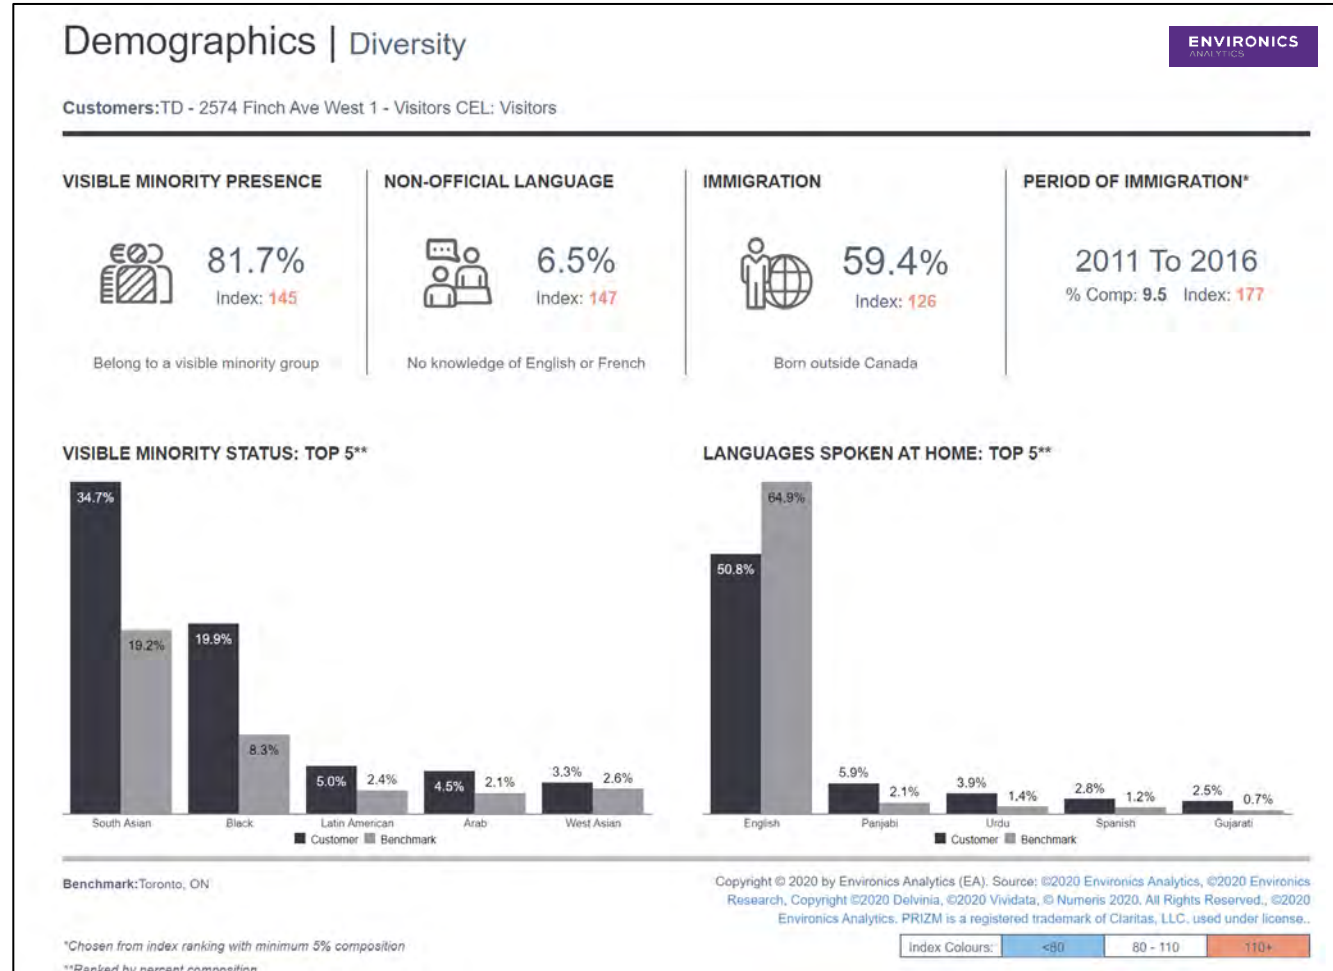 Demographics | Diversity
ENVIRONICS
ANALYTICS
Customers:TD - 2574 Finch Ave West 1 - Visitors CEL: Visitors
VISIBLE MINORITY PRESENCE
81.7%
Index: 145
Belong to a visible minority group
NON-OFFICIAL LANGUAGE
6.5%
Index: 147
No knowledge of English or French
IMMIGRATION
59.4%
Index: 126
Born outside Canada
PERIOD OF IMMIGRATION*
2011 To 2016
% Comp: 9.5 Index: 177
VISIBLE MINORITY STATUS: TOP 5**
34.7%
19.2%
19.9%
8.3%
5.0%
2.4%
4.5%
2.1%
3.3%
2.6%
South Asian
Black
Latin American
Arab
West Asian
Customer Benchmark
LANGUAGES SPOKEN AT HOME: TOP 5**
50.8%
64.9%
5.9%
2.1%
3.9%
1.4%
2.8%
1.2%
2.5%
0.7%
English
Panjabi
Urdu
Spanish
Gujarati
Customer Benchmark
Benchmark:Toronto, ON
Copyright © 2020 by Environics Analytics (EA). Source: ©2020 Environics Analytics, ©2020 Environics
Research, Copyright ©2020 Delvinia, ©2020 Vividata, © Numeris 2020. All Rights Reserved., ©2020
Environics Analytics. PRIZM is a registered trademark of Claritas, LLC. used under license..
*Chosen from index ranking with minimum 5% composition
**Ranked by percent composition
Index Colours: <80 80 - 110 110+